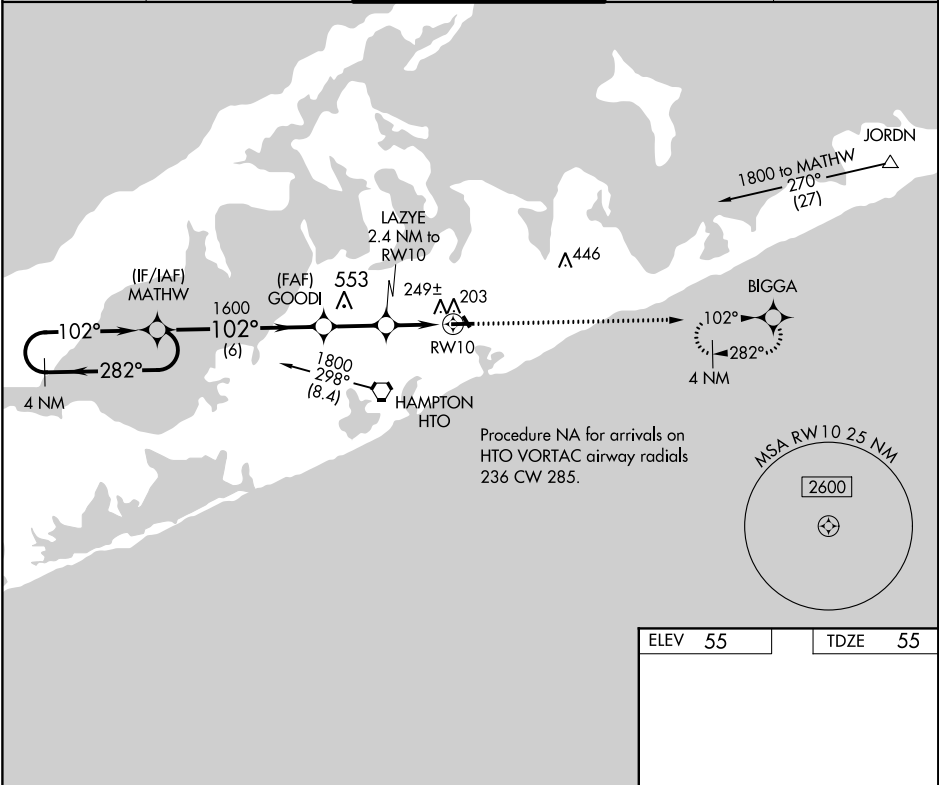 JORDN
1800 to MATHW
270°
(27)
LAZYE
2.4 NM to
RW10
446
(IF/IAF)
MATHW
(FAF)
GOODI
553
249±
203
BIGGA
1600
102°
102°
(6)
102°
RW10
282°
282°
4 NM
4 NM
1800
298°
(8.4)
HAMPTON
HTO
Procedure NA for arrivals on
HTO VORTAC airway radials
236 CW 285.
MSA RW10 25 NM
2600
ELEV 55
TDZE 55